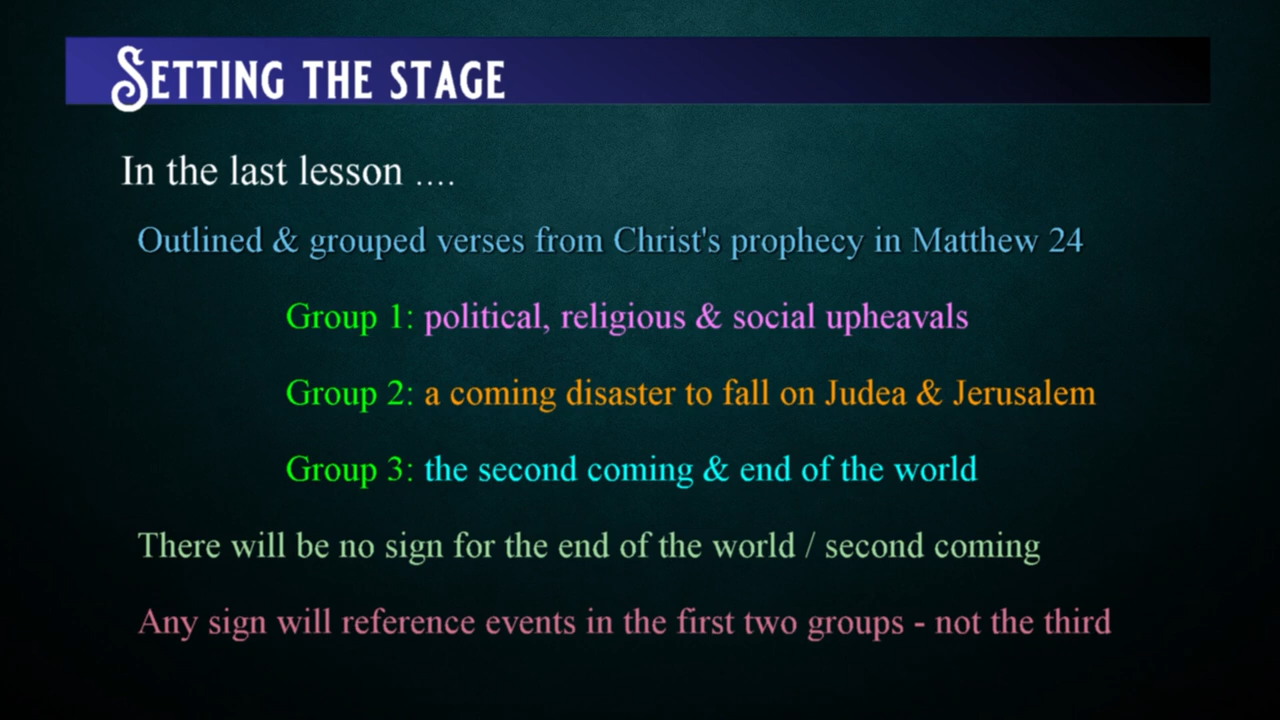 Setting the stage
In the last lesson ....
Outlined & grouped verses from Christ's prophecy in Matthew 24
Group 1: political, religious & social upheavals
Group 2: a coming disaster to fall on Judea & Jerusalem
Group 3: the second coming & end of the world
There will be no sign for the end of the world / second coming
Any sign will reference events in the first two groups - not the third